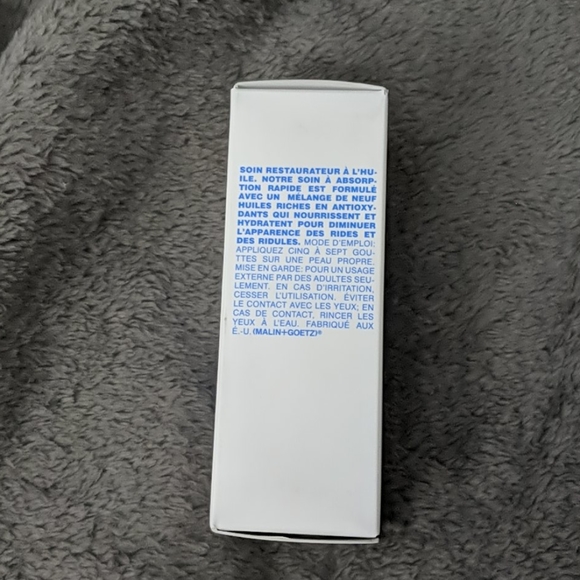 SOIN RESTAURATEUR À L'HU-
ILE. NOTRE SOIN À ABSORP-
TION RAPIDE EST FORMULÉ
AVEC UN MÉLANGE DE NEUF
HUILES RICHES EN ANTIOXY-
DANTS QUI NOURRISSENT ET
HYDRATENT POUR DIMINUER
L'APPARENCE DES RIDES ET
DES RIDULES. MODE D'EMPLOI:
APPLIQUEZ CINQ À SEPT GOU-
TTES SUR UNE PEAU PROPRE.
MISE EN GARDE: POUR UN USAGE
EXTERNE PAR DES ADULTES SEU-
LEMENT. EN CAS D'IRRITATION,
CESSER L'UTILISATION. ÉVITER
LE CONTACT AVEC LES YEUX; EN
CAS DE CONTACT, RINCER LES
YEUX À L'EAU. FABRIQUÉ AUX
É.-U. (MALIN+GOETZ)®